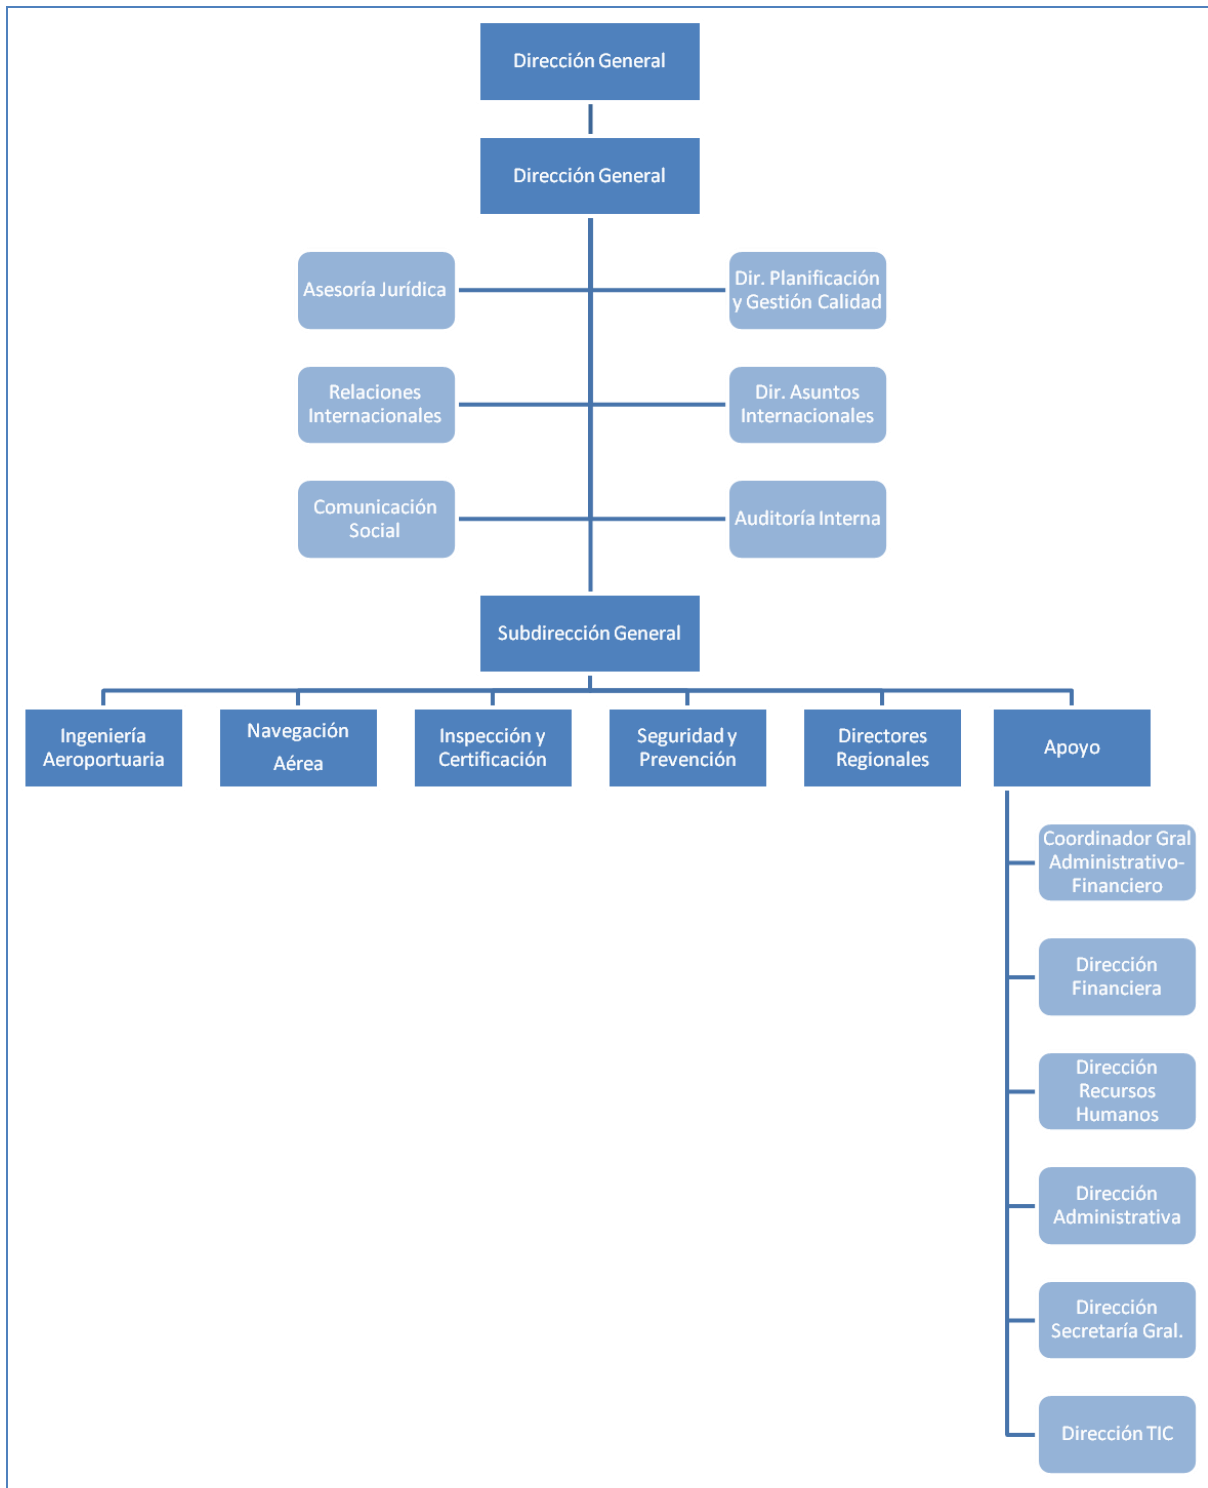 Dirección General
Dirección General
Asesoría Jurídica
Dir. Planificación
y Gestión Calidad
Relaciones
Internacionales
Dir. Asuntos
Internacionales
Comunicación
Social
Auditoría Interna
Subdirección General
Ingeniería
Aeroportuaria
Navegación
Aérea
Inspección y
Certificación
Seguridad y
Prevención
Directores
Regionales
Apoyo
Coordinador Gral
Administrativo-
Financiero
Dirección
Financiera
Dirección
Recursos
Humanos
Dirección
Administrativa
Dirección
Secretaría Gral.
Dirección TIC